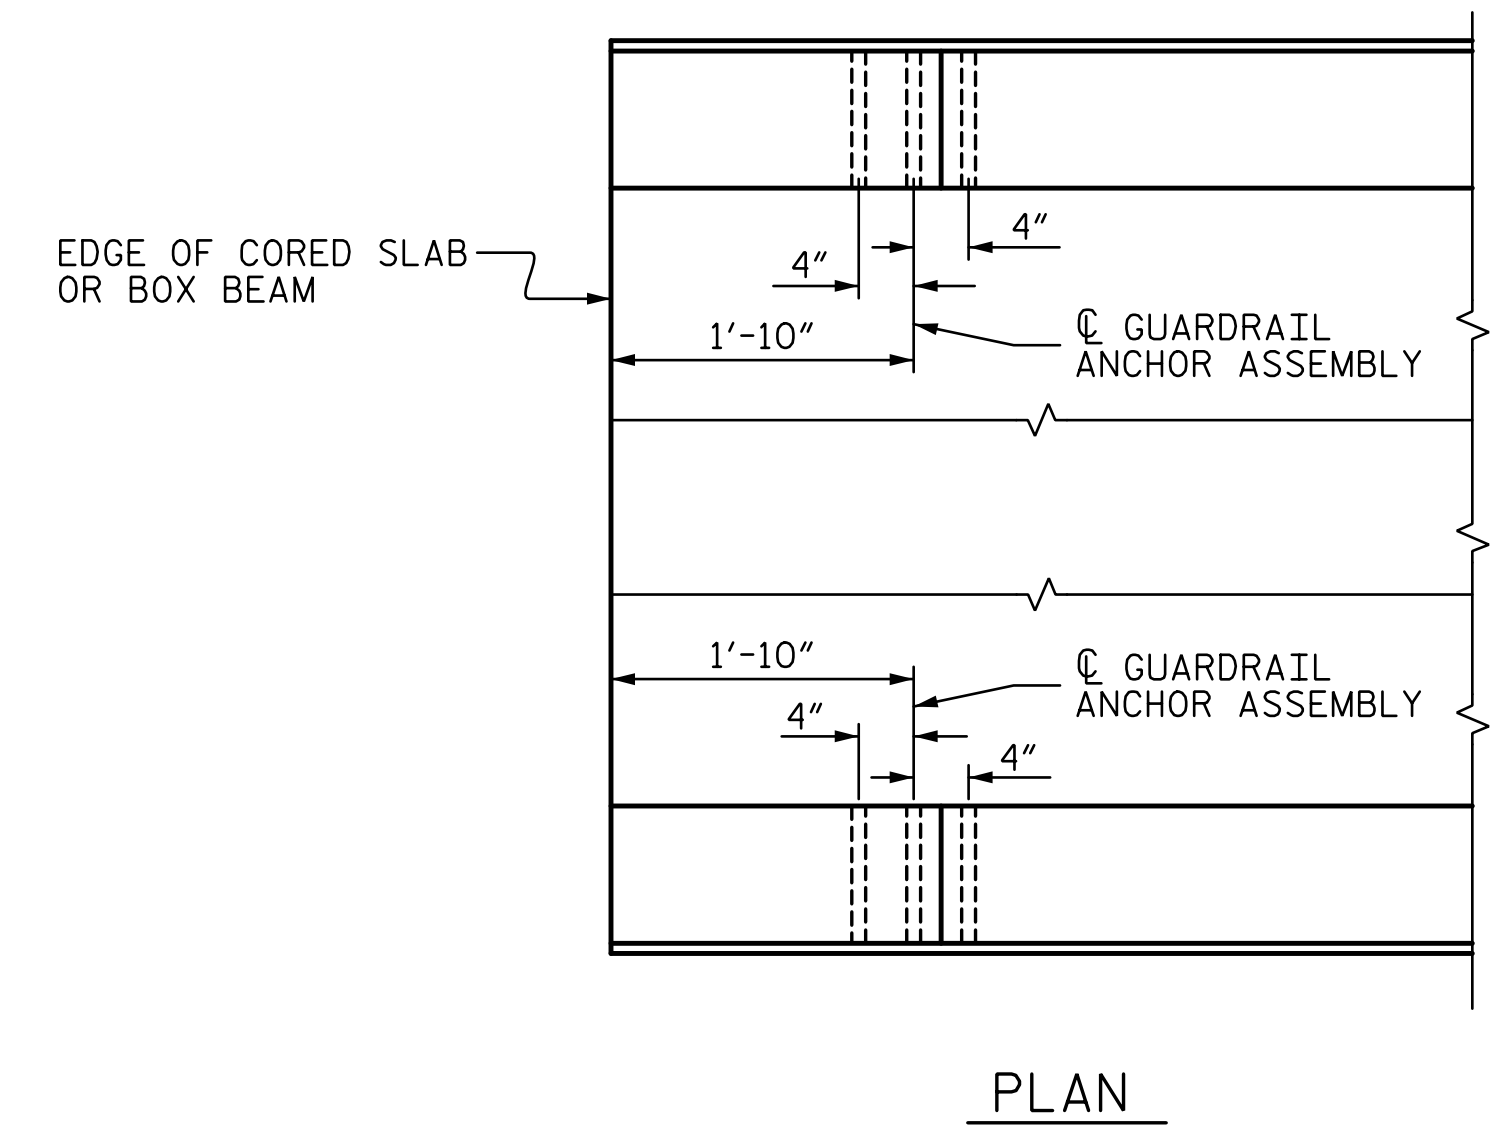 EDGE OF CORED SLAB
OR BOX BEAM
4"
4"
1'-10"
℄ GUARDRAIL
ANCHOR ASSEMBLY
1'-10"
℄ GUARDRAIL
ANCHOR ASSEMBLY
4"
4"
PLAN